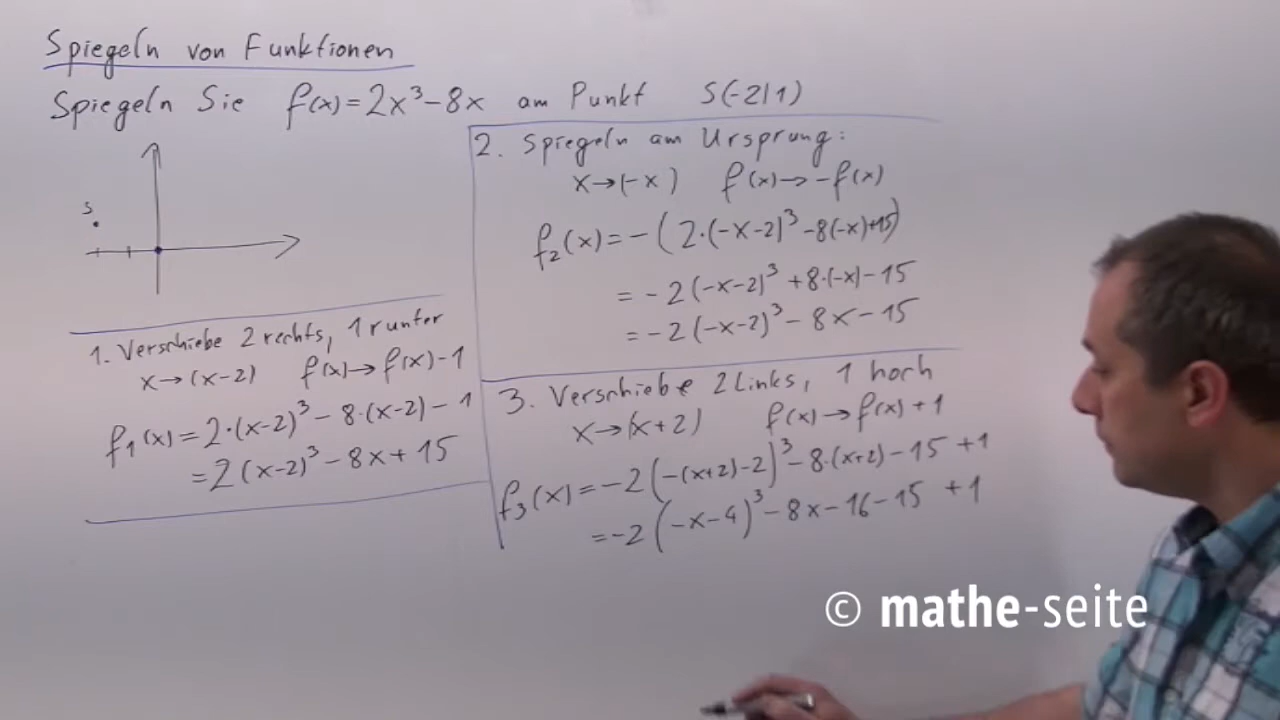 Spiegeln von Funktionen
Spiegeln Sie f(x)=2x³-8x am Punkt S(-2|1)
S
1. Verschiebe 2 rechts, 1 runter
x→(x-2) f(x)→f(x)-1
f₁(x)=2·(x-2)³-8·(x-2)-1
=2(x-2)³-8x+15
2. Spiegeln am Ursprung:
x→(-x) f(x)→-f(x)
f₂(x)=-(2·(-x-2)³-8(-x)+15)
=-2(-x-2)³+8·(-x)-15
=-2(-x-2)³-8x-15
3. Verschiebe 2 Links, 1 hoch
x→(x+2) f(x)→f(x)+1
f₃(x)=-2(-(x+2)-2)³-8·(x+2)-15+1
=-2(-x-4)³-8x-16-15+1
© mathe-seite